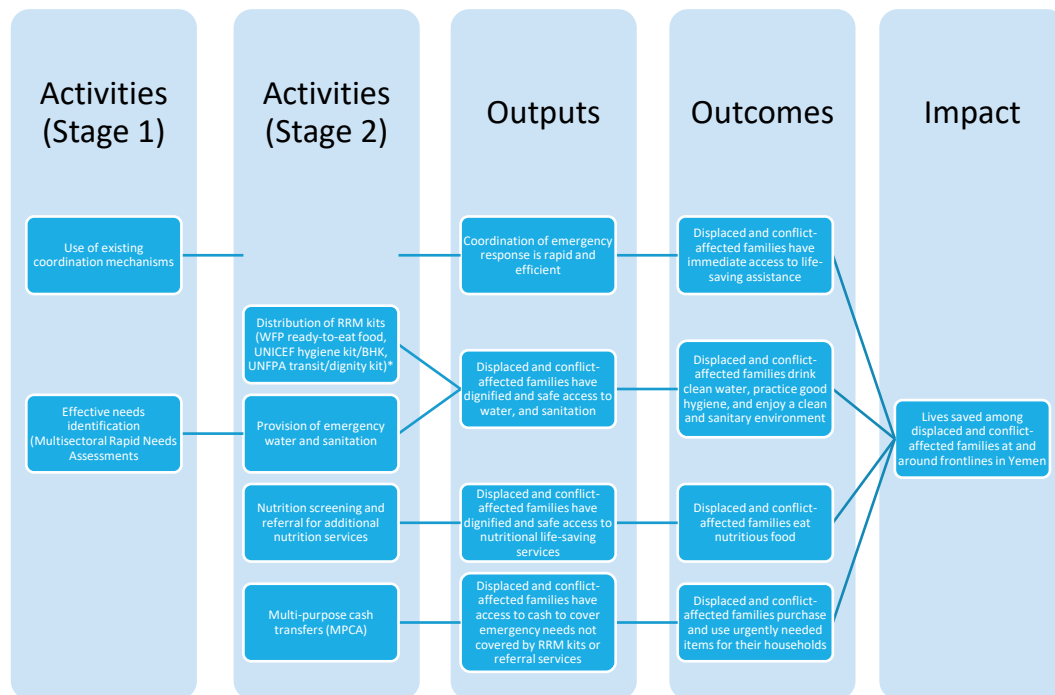 Activities
(Stage 1)
Use of existing
coordination mechanisms
Effective needs
identification
(Multisectoral Rapid Needs
Assessments
Activities
(Stage 2)
Distribution of RRM kits
(WFP ready-to-eat food,
UNICEF hygiene kit/BHK,
UNFPA transit/dignity kit)*
Provision of emergency
water and sanitation
Nutrition screening and
referral for additional
nutrition services
Multi-purpose cash
transfers (MPCA)
Outputs
Coordination of emergency
response is rapid and
efficient
Displaced and conflict-
affected families have
dignified and safe access to
water, and sanitation
Displaced and conflict-
affected families have
dignified and safe access to
nutritional life-saving
services
Displaced and conflict-
affected families have
access to cash to cover
emergency needs not
covered by RRM kits or
referral services
Outcomes
Displaced and conflict-
affected families have
immediate access to life-
saving assistance
Displaced and conflict-
affected families drink
clean water, practice good
hygiene, and enjoy a clean
and sanitary environment
Displaced and conflict-
affected families eat
nutritious food
Displaced and conflict-
affected families purchase
and use urgently needed
items for their households
Impact
Lives saved among
displaced and conflict-
affected families at and
around frontlines in Yemen